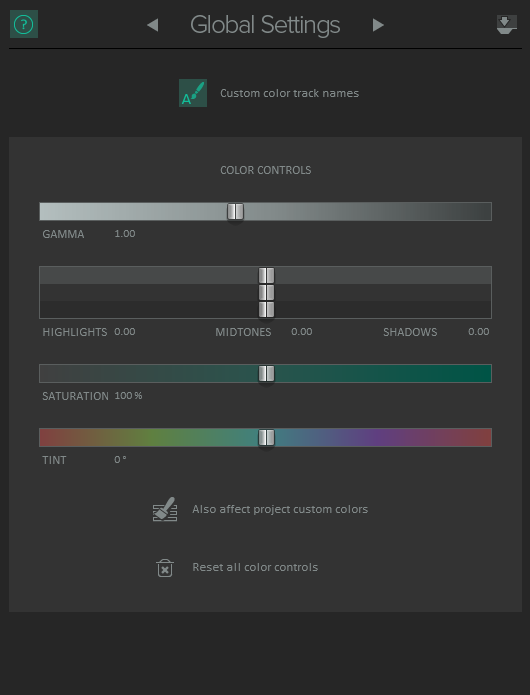 ?
Global Settings
A
Custom color track names
COLOR CONTROLS
GAMMA 1.00
HIGHLIGHTS 0.00 MIDTONES 0.00 SHADOWS 0.00
SATURATION 100 %
TINT 0 °
Also affect project custom colors
Reset all color controls